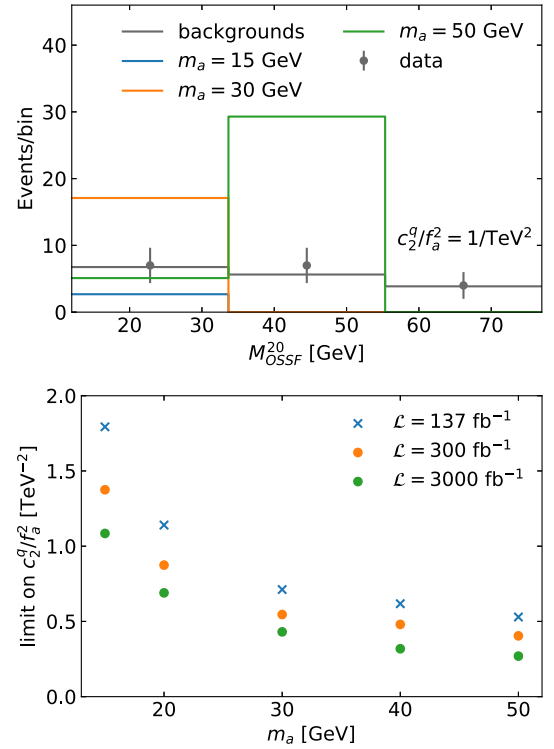 backgrounds
m_a = 15 GeV
m_a = 30 GeV
m_a = 50 GeV
data
c_2^q/f_a^2 = 1/TeV^2
Events/bin
0
10
20
30
40
20
30
40
50
60
70
M_{OSSF}^{20} [GeV]
ℒ = 137 fb^{-1}
ℒ = 300 fb^{-1}
ℒ = 3000 fb^{-1}
limit on c_2^q/f_a^2 [TeV^{-2}]
0.0
0.5
1.0
1.5
2.0
20
30
40
50
m_a [GeV]